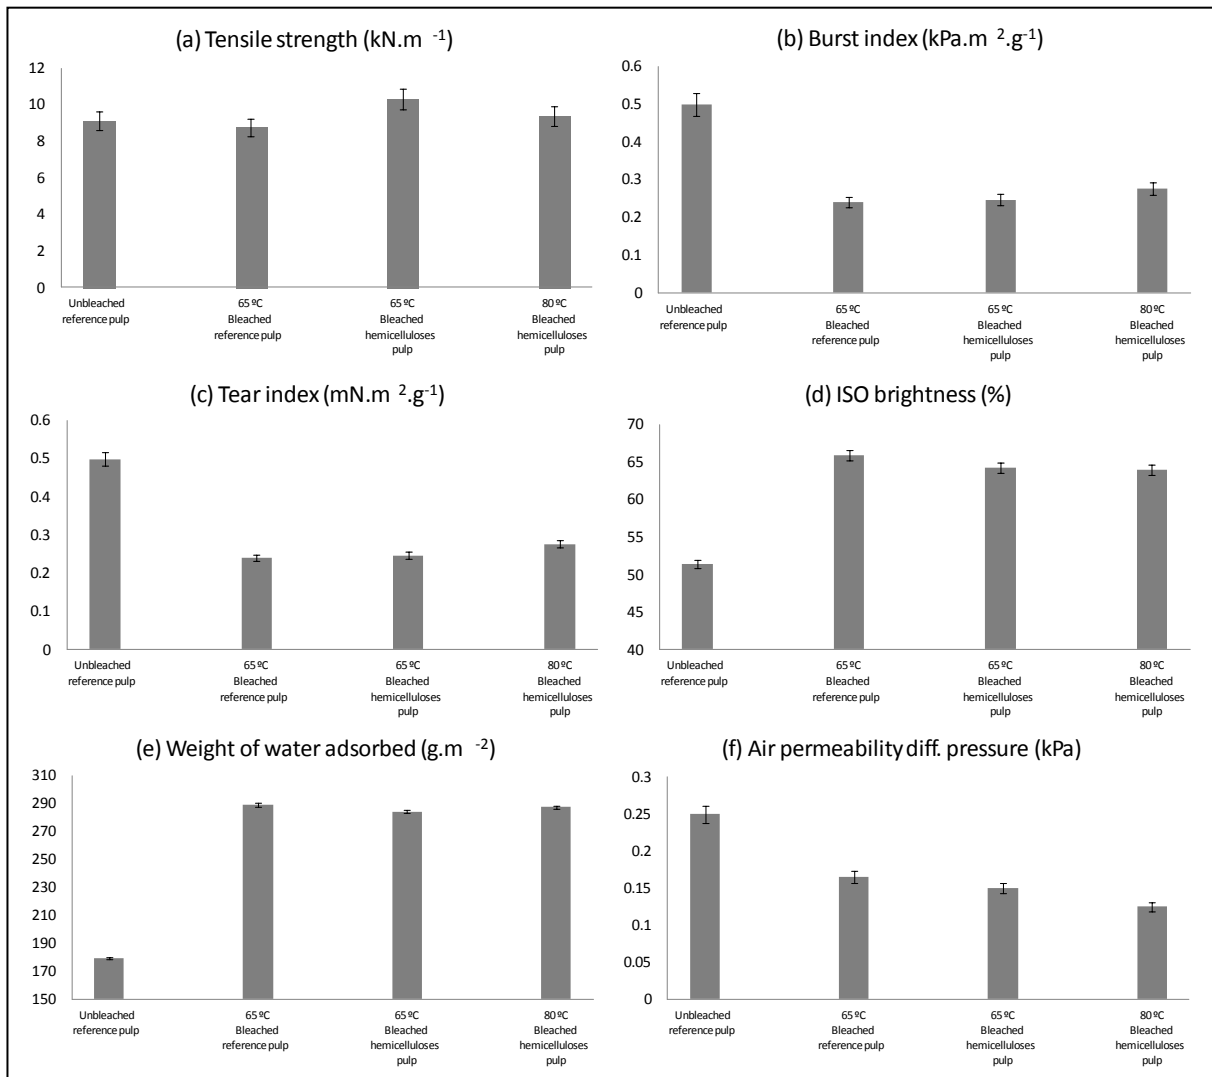 (a) Tensile strength (kN.m -1)
12
10
8
6
4
2
0
Unbleached
reference pulp
65 ºC
Bleached
reference pulp
65 ºC
Bleached
hemicelluloses
pulp
80 ºC
Bleached
hemicelluloses
pulp
(b) Burst index (kPa.m 2.g-1)
0.6
0.5
0.4
0.3
0.2
0.1
0
Unbleached
reference pulp
65 ºC
Bleached
reference pulp
65 ºC
Bleached
hemicelluloses
pulp
80 ºC
Bleached
hemicelluloses
pulp
(c) Tear index (mN.m 2.g-1)
0.6
0.5
0.4
0.3
0.2
0.1
0
Unbleached
reference pulp
65 ºC
Bleached
reference pulp
65 ºC
Bleached
hemicelluloses
pulp
80 ºC
Bleached
hemicelluloses
pulp
(d) ISO brightness (%)
70
65
60
55
50
45
40
Unbleached
reference pulp
65 ºC
Bleached
reference pulp
65 ºC
Bleached
hemicelluloses
pulp
80 ºC
Bleached
hemicelluloses
pulp
(e) Weight of water adsorbed (g.m -2)
310
290
270
250
230
210
190
170
150
Unbleached
reference pulp
65 ºC
Bleached
reference pulp
65 ºC
Bleached
hemicelluloses
pulp
80 ºC
Bleached
hemicelluloses
pulp
(f) Air permeability diff. pressure (kPa)
0.3
0.25
0.2
0.15
0.1
0.05
0
Unbleached
reference pulp
65 ºC
Bleached
reference pulp
65 ºC
Bleached
hemicelluloses
pulp
80 ºC
Bleached
hemicelluloses
pulp